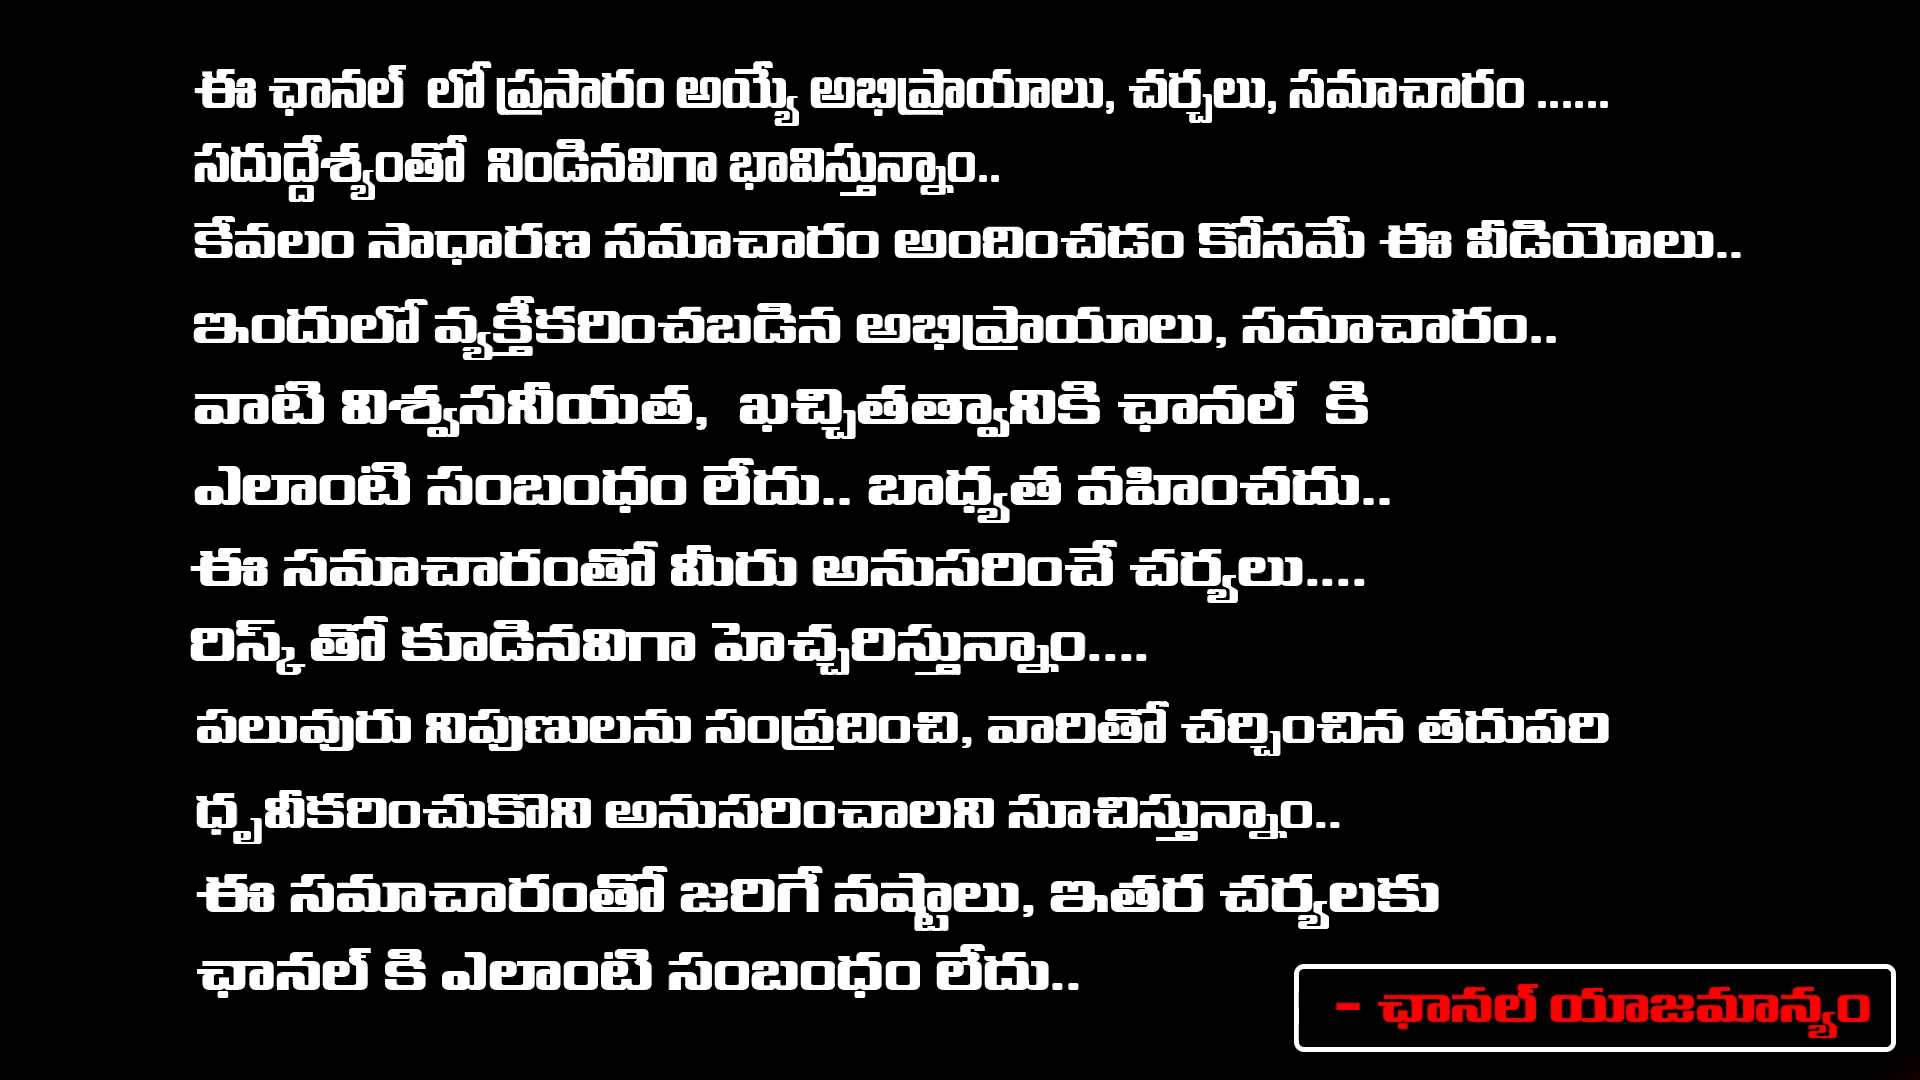 ఈ ఛానల్ లో ప్రసారం అయ్యే అభిప్రాయాలు, చర్చలు, సమాచారం ......
సదుద్దేశ్యంతో నిండినవిగా భావిస్తున్నాం..
కేవలం సాధారణ సమాచారం అందించడం కోసమే ఈ వీడియోలు..
ఇందులో వ్యక్తీకరించబడిన అభిప్రాయాలు, సమాచారం..
వాటి విశ్వసనీయత, ఖచ్చితత్వానికి ఛానల్ కి
ఎలాంటి సంబంధం లేదు.. బాధ్యత వహించదు..
ఈ సమాచారంతో మీరు అనుసరించే చర్యలు....
రిస్క్ తో కూడినవిగా హెచ్చరిస్తున్నాం....
పలువురు నిపుణులను సంప్రదించి, వారితో చర్చించిన తదుపరి
ధృవీకరించుకొని అనుసరించాలని సూచిస్తున్నాం..
ఈ సమాచారంతో జరిగే నష్టాలు, ఇతర చర్యలకు
ఛానల్ కి ఎలాంటి సంబంధం లేదు..
- ఛానల్ యాజమాన్యం